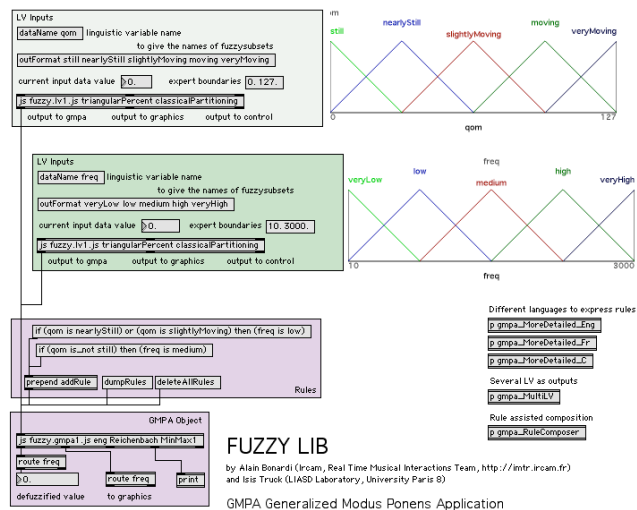 LV Inputs
dataName qom
linguistic variable name
to give the names of fuzzysubsets
outFormat still nearlyStill slightlyMoving moving veryMoving
current input data value
0.
expert boundaries
0. 127.
js fuzzy.lv1.js triangularPercent classicalPartitioning
output to gmpa
output to graphics
output to control
om
still
nearlyStill
slightlyMoving
moving
veryMoving
0
127
qom
LV Inputs
dataName freq
linguistic variable name
to give the names of fuzzysubsets
outFormat veryLow low medium high veryHigh
current input data value
0.
expert boundaries
10. 3000.
js fuzzy.lv1.js triangularPercent classicalPartitioning
output to gmpa
output to graphics
output to control
freq
veryLow
low
medium
high
veryHigh
10
3000
freq
if (qom is nearlyStill) or (qom is slightlyMoving) then (freq is low)
if (qom is_not still) then (freq is medium)
prepend addRule
dumpRules
deleteAllRules
Rules
Different languages to express rules
p gmpa_MoreDetailed_Eng
p gmpa_MoreDetailed_Fr
p gmpa_MoreDetailed_C
Several LV as outputs
p gmpa_MultiLV
Rule assisted composition
p gmpa_RuleComposer
GMPA Object
js fuzzy.gmpa1.js eng Reichenbach MinMax1
route freq
0.
route freq
print
defuzzified value
to graphics
FUZZY LIB
by Alain Bonardi (Ircam, Real Time Musical Interactions Team, http://imtr.ircam.fr)
and Isis Truck (LIASD Laboratory, University Paris 8)
GMPA Generalized Modus Ponens Application